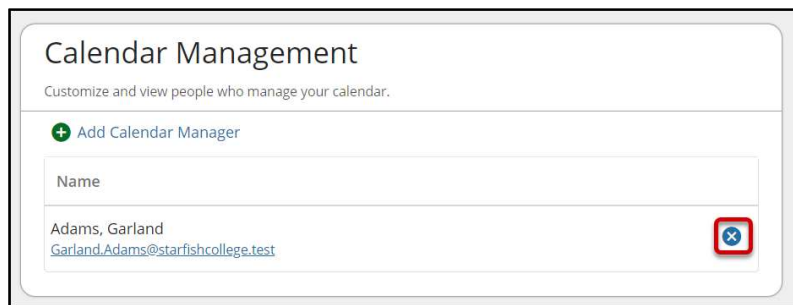 Calendar Management
Customize and view people who manage your calendar.
Add Calendar Manager
Name
Adams, Garland
Garland.Adams@starfishcollege.test